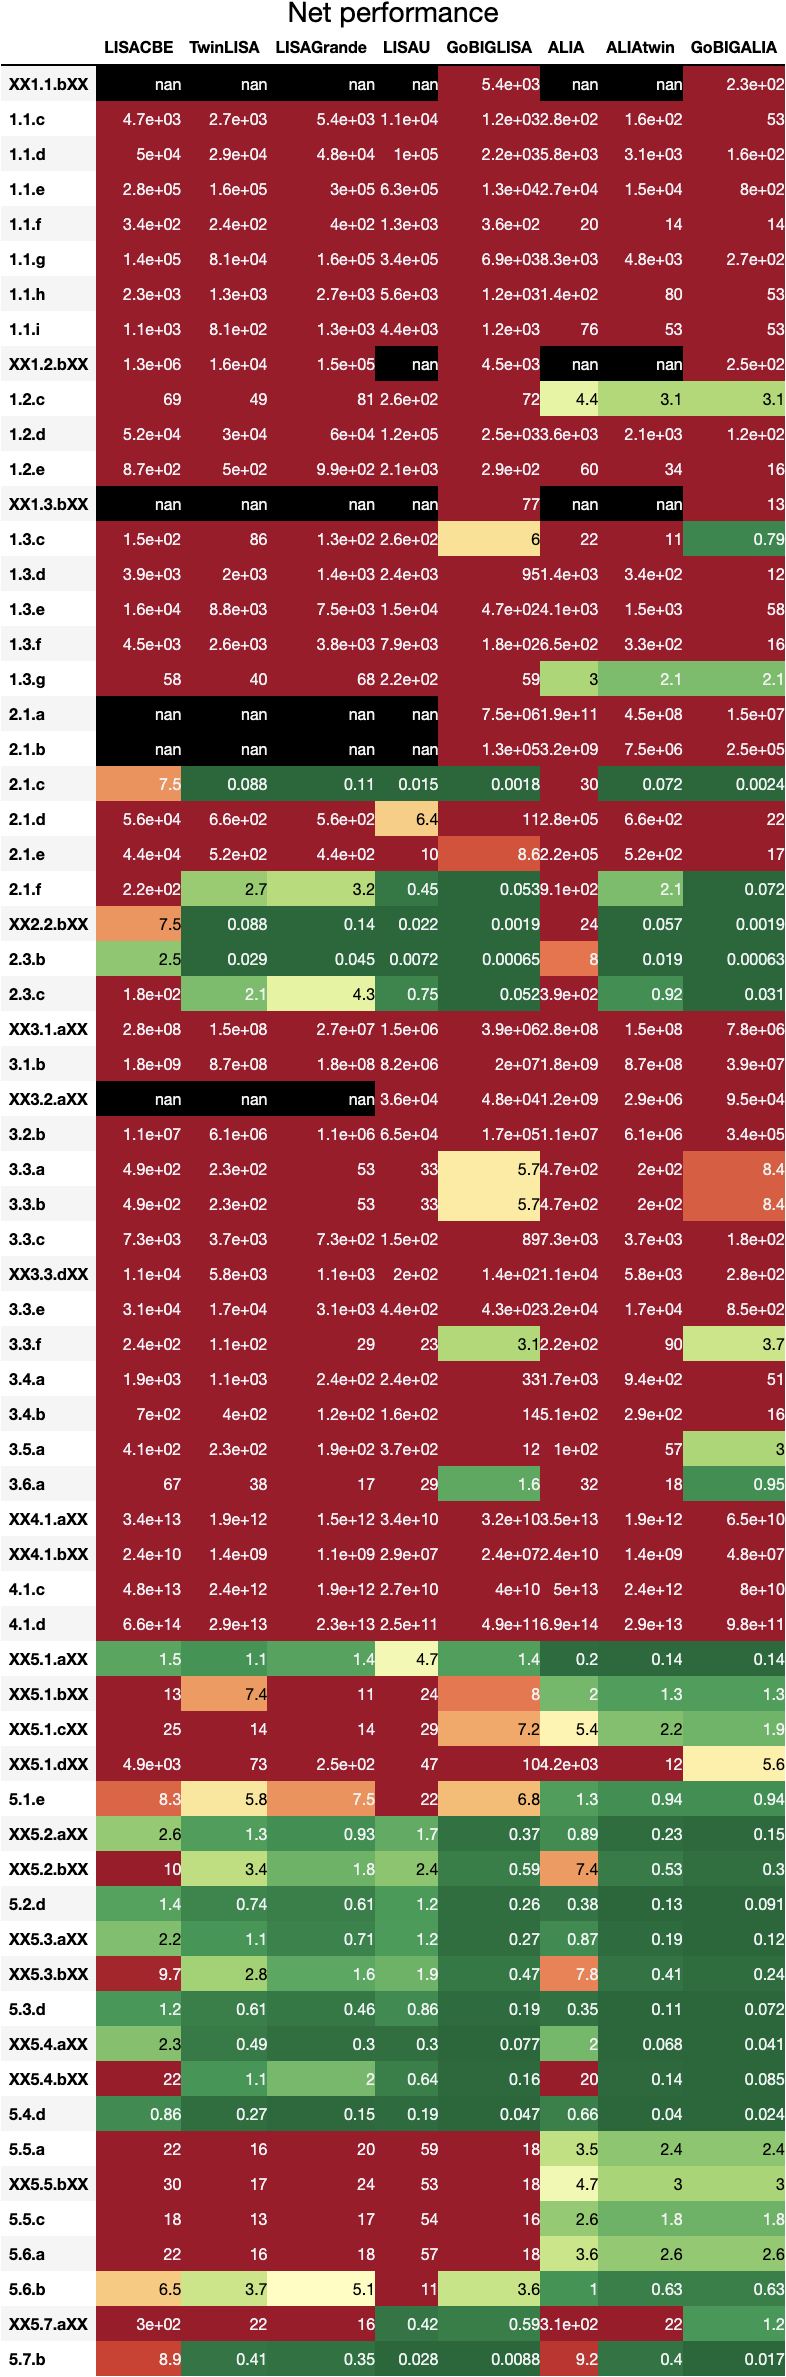 Net performance
LISACBE TwinLISA LISAGrande LISAU GoBIGLISA ALIA ALIAtwin GoBIGALIA
XX1.1.bXX nan nan nan nan 5.4e+03 nan nan 2.3e+02
1.1.c 4.7e+03 2.7e+03 5.4e+03 1.1e+04 1.2e+03 2.8e+02 1.6e+02 53
1.1.d 5e+04 2.9e+04 4.8e+04 1e+05 2.2e+03 5.8e+03 3.1e+03 1.6e+02
1.1.e 2.8e+05 1.6e+05 3e+05 6.3e+05 1.3e+04 2.7e+04 1.5e+04 8e+02
1.1.f 3.4e+02 2.4e+02 4e+02 1.3e+03 3.6e+02 20 14 14
1.1.g 1.4e+05 8.1e+04 1.6e+05 3.4e+05 6.9e+03 8.3e+03 4.8e+03 2.7e+02
1.1.h 2.3e+03 1.3e+03 2.7e+03 5.6e+03 1.2e+03 1.4e+02 80 53
1.1.i 1.1e+03 8.1e+02 1.3e+03 4.4e+03 1.2e+03 76 53 53
XX1.2.bXX 1.3e+06 1.6e+04 1.5e+05 nan 4.5e+03 nan nan 2.5e+02
1.2.c 69 49 81 2.6e+02 72 4.4 3.1 3.1
1.2.d 5.2e+04 3e+04 6e+04 1.2e+05 2.5e+03 3.6e+03 2.1e+03 1.2e+02
1.2.e 8.7e+02 5e+02 9.9e+02 2.1e+03 2.9e+02 60 34 16
XX1.3.bXX nan nan nan nan 77 nan nan 13
1.3.c 1.5e+02 86 1.3e+02 2.6e+02 6 22 11 0.79
1.3.d 3.9e+03 2e+03 1.4e+03 2.4e+03 95 1.4e+03 3.4e+02 12
1.3.e 1.6e+04 8.8e+03 7.5e+03 1.5e+04 4.7e+02 4.1e+03 1.5e+03 58
1.3.f 4.5e+03 2.6e+03 3.8e+03 7.9e+03 1.8e+02 6.5e+02 3.3e+02 16
1.3.g 58 40 68 2.2e+02 59 3 2.1 2.1
2.1.a nan nan nan nan 7.5e+06 1.9e+11 4.5e+08 1.5e+07
2.1.b nan nan nan nan 1.3e+05 3.2e+09 7.5e+06 2.5e+05
2.1.c 7.5 0.088 0.11 0.015 0.0018 30 0.072 0.0024
2.1.d 5.6e+04 6.6e+02 5.6e+02 6.4 11 2.8e+05 6.6e+02 22
2.1.e 4.4e+04 5.2e+02 4.4e+02 10 8.6 2.2e+05 5.2e+02 17
2.1.f 2.2e+02 2.7 3.2 0.45 0.053 9.1e+02 2.1 0.072
XX2.2.bXX 7.5 0.088 0.14 0.022 0.0019 24 0.057 0.0019
2.3.b 2.5 0.029 0.045 0.0072 0.00065 8 0.019 0.00063
2.3.c 1.8e+02 2.1 4.3 0.75 0.052 3.9e+02 0.92 0.031
XX3.1.aXX 2.8e+08 1.5e+08 2.7e+07 1.5e+06 3.9e+06 2.8e+08 1.5e+08 7.8e+06
3.1.b 1.8e+09 8.7e+08 1.8e+08 8.2e+06 2e+07 1.8e+09 8.7e+08 3.9e+07
XX3.2.aXX nan nan nan 3.6e+04 4.8e+04 1.2e+09 2.9e+06 9.5e+04
3.2.b 1.1e+07 6.1e+06 1.1e+06 6.5e+04 1.7e+05 1.1e+07 6.1e+06 3.4e+05
3.3.a 4.9e+02 2.3e+02 53 33 5.7 4.7e+02 2e+02 8.4
3.3.b 4.9e+02 2.3e+02 53 33 5.7 4.7e+02 2e+02 8.4
3.3.c 7.3e+03 3.7e+03 7.3e+02 1.5e+02 89 7.3e+03 3.7e+03 1.8e+02
XX3.3.dXX 1.1e+04 5.8e+03 1.1e+03 2e+02 1.4e+02 1.1e+04 5.8e+03 2.8e+02
3.3.e 3.1e+04 1.7e+04 3.1e+03 4.4e+02 4.3e+02 3.2e+04 1.7e+04 8.5e+02
3.3.f 2.4e+02 1.1e+02 29 23 3.1 2.2e+02 90 3.7
3.4.a 1.9e+03 1.1e+03 2.4e+02 2.4e+02 33 1.7e+03 9.4e+02 51
3.4.b 7e+02 4e+02 1.2e+02 1.6e+02 14 5.1e+02 2.9e+02 16
3.5.a 4.1e+02 2.3e+02 1.9e+02 3.7e+02 12 1e+02 57 3
3.6.a 67 38 17 29 1.6 32 18 0.95
XX4.1.aXX 3.4e+13 1.9e+12 1.5e+12 3.4e+10 3.2e+10 3.5e+13 1.9e+12 6.5e+10
XX4.1.bXX 2.4e+10 1.4e+09 1.1e+09 2.9e+07 2.4e+07 2.4e+10 1.4e+09 4.8e+07
4.1.c 4.8e+13 2.4e+12 1.9e+12 2.7e+10 4e+10 5e+13 2.4e+12 8e+10
4.1.d 6.6e+14 2.9e+13 2.3e+13 2.5e+11 4.9e+11 6.9e+14 2.9e+13 9.8e+11
XX5.1.aXX 1.5 1.1 1.4 4.7 1.4 0.2 0.14 0.14
XX5.1.bXX 13 7.4 11 24 8 2 1.3 1.3
XX5.1.cXX 25 14 14 29 7.2 5.4 2.2 1.9
XX5.1.dXX 4.9e+03 73 2.5e+02 47 10 4.2e+03 12 5.6
5.1.e 8.3 5.8 7.5 22 6.8 1.3 0.94 0.94
XX5.2.aXX 2.6 1.3 0.93 1.7 0.37 0.89 0.23 0.15
XX5.2.bXX 10 3.4 1.8 2.4 0.59 7.4 0.53 0.3
5.2.d 1.4 0.74 0.61 1.2 0.26 0.38 0.13 0.091
XX5.3.aXX 2.2 1.1 0.71 1.2 0.27 0.87 0.19 0.12
XX5.3.bXX 9.7 2.8 1.6 1.9 0.47 7.8 0.41 0.24
5.3.d 1.2 0.61 0.46 0.86 0.19 0.35 0.11 0.072
XX5.4.aXX 2.3 0.49 0.3 0.3 0.077 2 0.068 0.041
XX5.4.bXX 22 1.1 2 0.64 0.16 20 0.14 0.085
5.4.d 0.86 0.27 0.15 0.19 0.047 0.66 0.04 0.024
5.5.a 22 16 20 59 18 3.5 2.4 2.4
XX5.5.bXX 30 17 24 53 18 4.7 3 3
5.5.c 18 13 17 54 16 2.6 1.8 1.8
5.6.a 22 16 18 57 18 3.6 2.6 2.6
5.6.b 6.5 3.7 5.1 11 3.6 1 0.63 0.63
XX5.7.aXX 3e+02 22 16 0.42 0.59 3.1e+02 22 1.2
5.7.b 8.9 0.41 0.35 0.028 0.0088 9.2 0.4 0.017